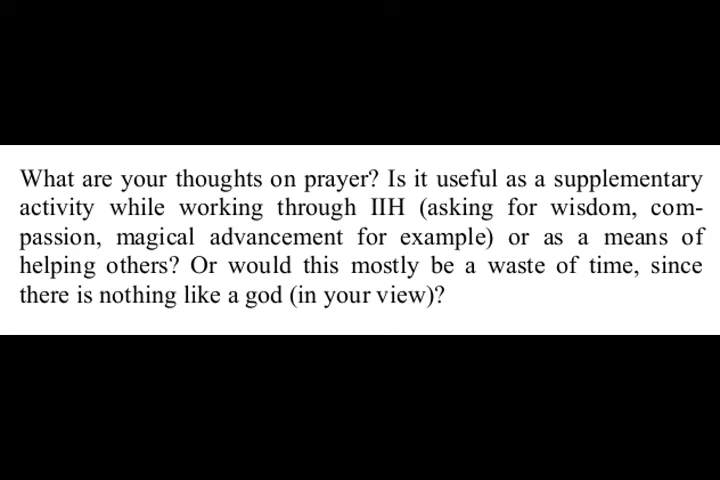 What are your thoughts on prayer? Is it useful as a supplementary
activity while working through IIH (asking for wisdom, com-
passion, magical advancement for example) or as a means of
helping others? Or would this mostly be a waste of time, since
there is nothing like a god (in your view)?